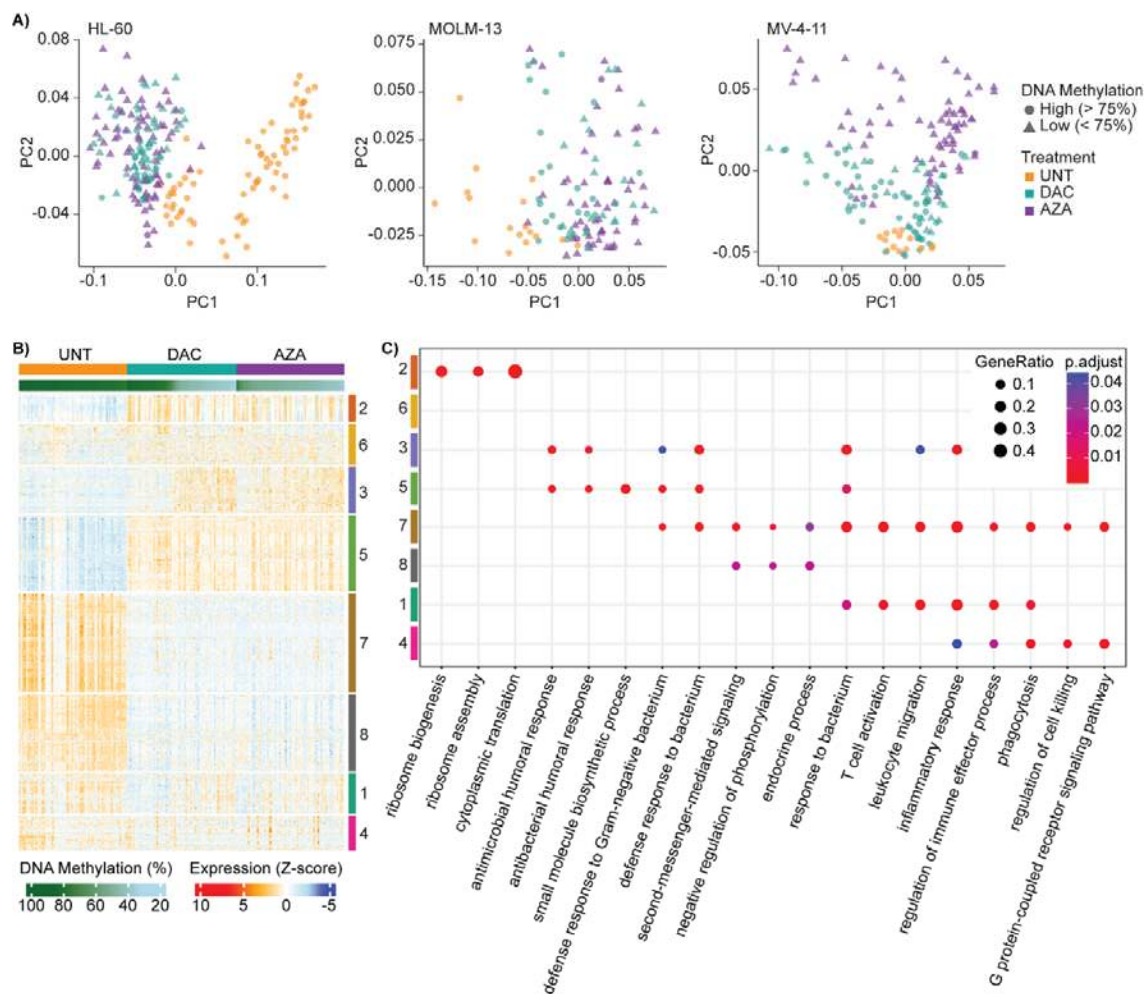 A)
HL-60
MOLM-13
MV-4-11
0.08
0.04
0.00
-0.04
PC2
-0.1
0.0
0.1
PC1
0.075
0.050
0.025
0.000
-0.025
PC2
-0.15
-0.10
-0.05
0.00
0.05
PC1
0.05
0.00
-0.05
PC2
-0.10
-0.05
0.00
0.05
PC1
DNA Methylation
High (> 75%)
Low (< 75%)
Treatment
UNT
DAC
AZA
B)
UNT
DAC
AZA
2
6
3
5
7
8
1
4
DNA Methylation (%)
100 80 60 40 20
Expression (Z-score)
10 5 0 -5
C)
2
6
3
5
7
8
1
4
GeneRatio
0.1
0.2
0.3
0.4
p.adjust
0.04
0.03
0.02
0.01
ribosome biogenesis
ribosome assembly
cytoplasmic translation
antimicrobial humoral response
antibacterial humoral response
small molecule biosynthetic process
defense response to Gram-negative bacterium
defense response to bacterium
second-messenger-mediated signaling
negative regulation of phosphorylation
endocrine process
response to bacterium
T cell activation
leukocyte migration
inflammatory response
regulation of immune effector process
phagocytosis
regulation of cell killing
G protein-coupled receptor signaling pathway